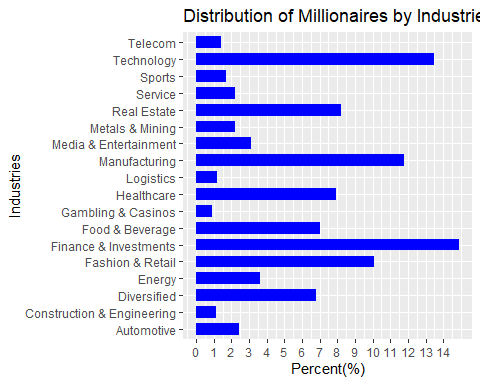 Distribution of Millionaires by Industrie
Telecom
Technology
Sports
Service
Real Estate
Metals & Mining
Media & Entertainment
Manufacturing
Logistics
Healthcare
Gambling & Casinos
Food & Beverage
Finance & Investments
Fashion & Retail
Energy
Diversified
Construction & Engineering
Automotive
Industries
0 1 2 3 4 5 6 7 8 9 10 11 12 13 14
Percent(%)